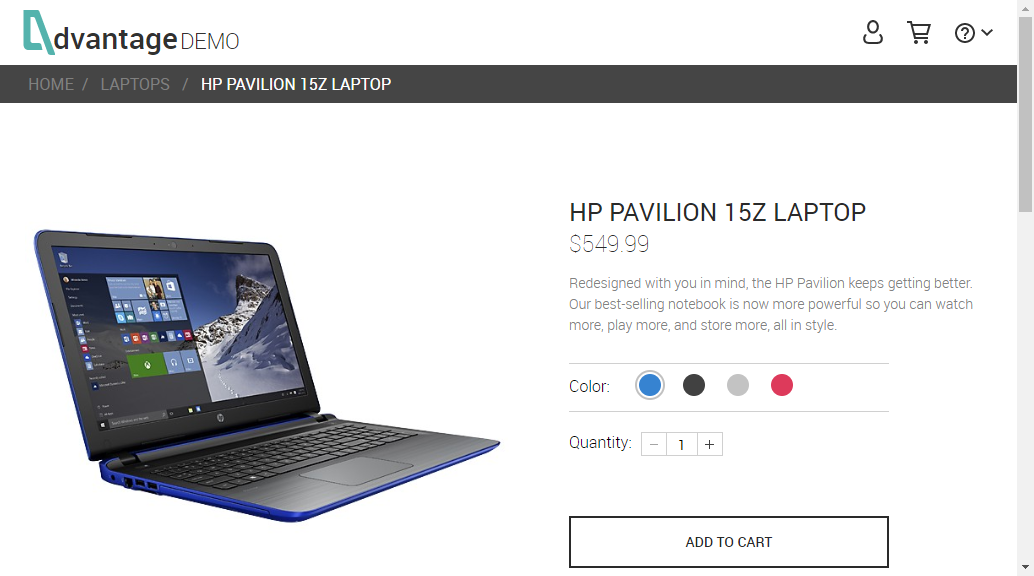 dvantage DEMO
HOME / LAPTOPS / HP PAVILION 15Z LAPTOP
HP PAVILION 15Z LAPTOP
$549.99
Redesigned with you in mind, the HP Pavilion keeps getting better.
Our best-selling notebook is now more powerful so you can watch
more, play more, and store more, all in style.
Color:
Quantity: − 1 +
ADD TO CART